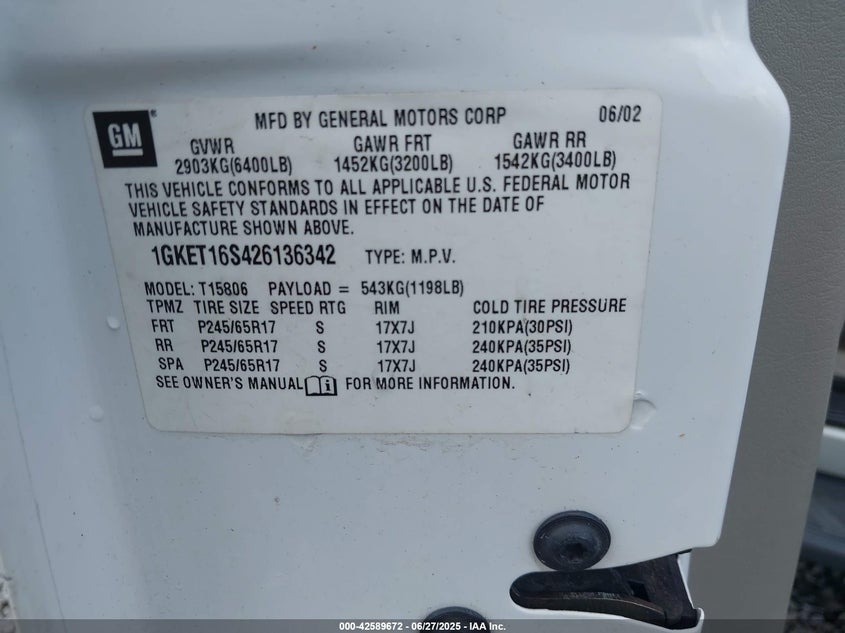 GM
MFD BY GENERAL MOTORS CORP 06/02
GVWR GAWR FRT GAWR RR
2903KG(6400LB) 1452KG(3200LB) 1542KG(3400LB)
THIS VEHICLE CONFORMS TO ALL APPLICABLE U.S. FEDERAL MOTOR
VEHICLE SAFETY STANDARDS IN EFFECT ON THE DATE OF
MANUFACTURE SHOWN ABOVE.
1GKET16S426136342 TYPE: M.P.V.
MODEL: T15806 PAYLOAD = 543KG(1198LB)
TPMZ TIRE SIZE SPEED RTG RIM COLD TIRE PRESSURE
FRT P245/65R17 S 17X7J 210KPA(30PSI)
RR P245/65R17 S 17X7J 240KPA(35PSI)
SPA P245/65R17 S 17X7J 240KPA(35PSI)
SEE OWNER'S MANUAL FOR MORE INFORMATION.
000-42589672 - 06/27/2025 - IAA Inc.